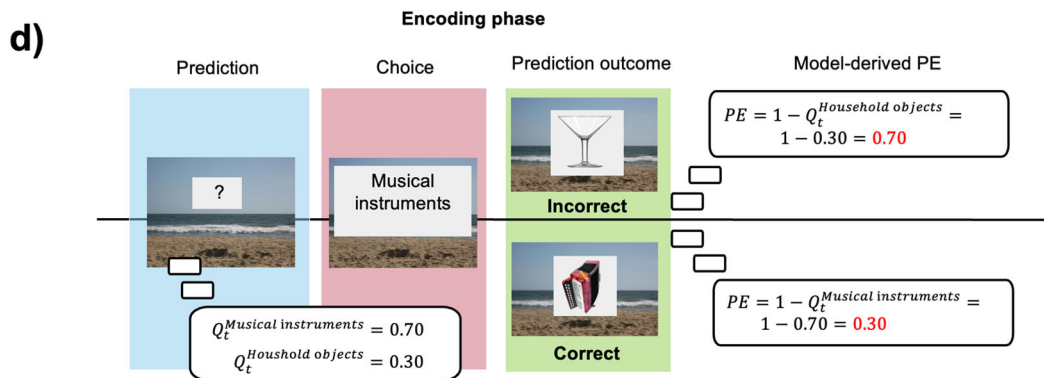 d)
Encoding phase
Prediction
Choice
Prediction outcome
Model-derived PE
?
Musical
instruments
Incorrect
Correct
Q_t^{Musical instruments} = 0.70
Q_t^{Houshold objects} = 0.30
PE = 1 − Q_t^{Household objects} =
1 − 0.30 = 0.70
PE = 1 − Q_t^{Musical instruments} =
1 − 0.70 = 0.30